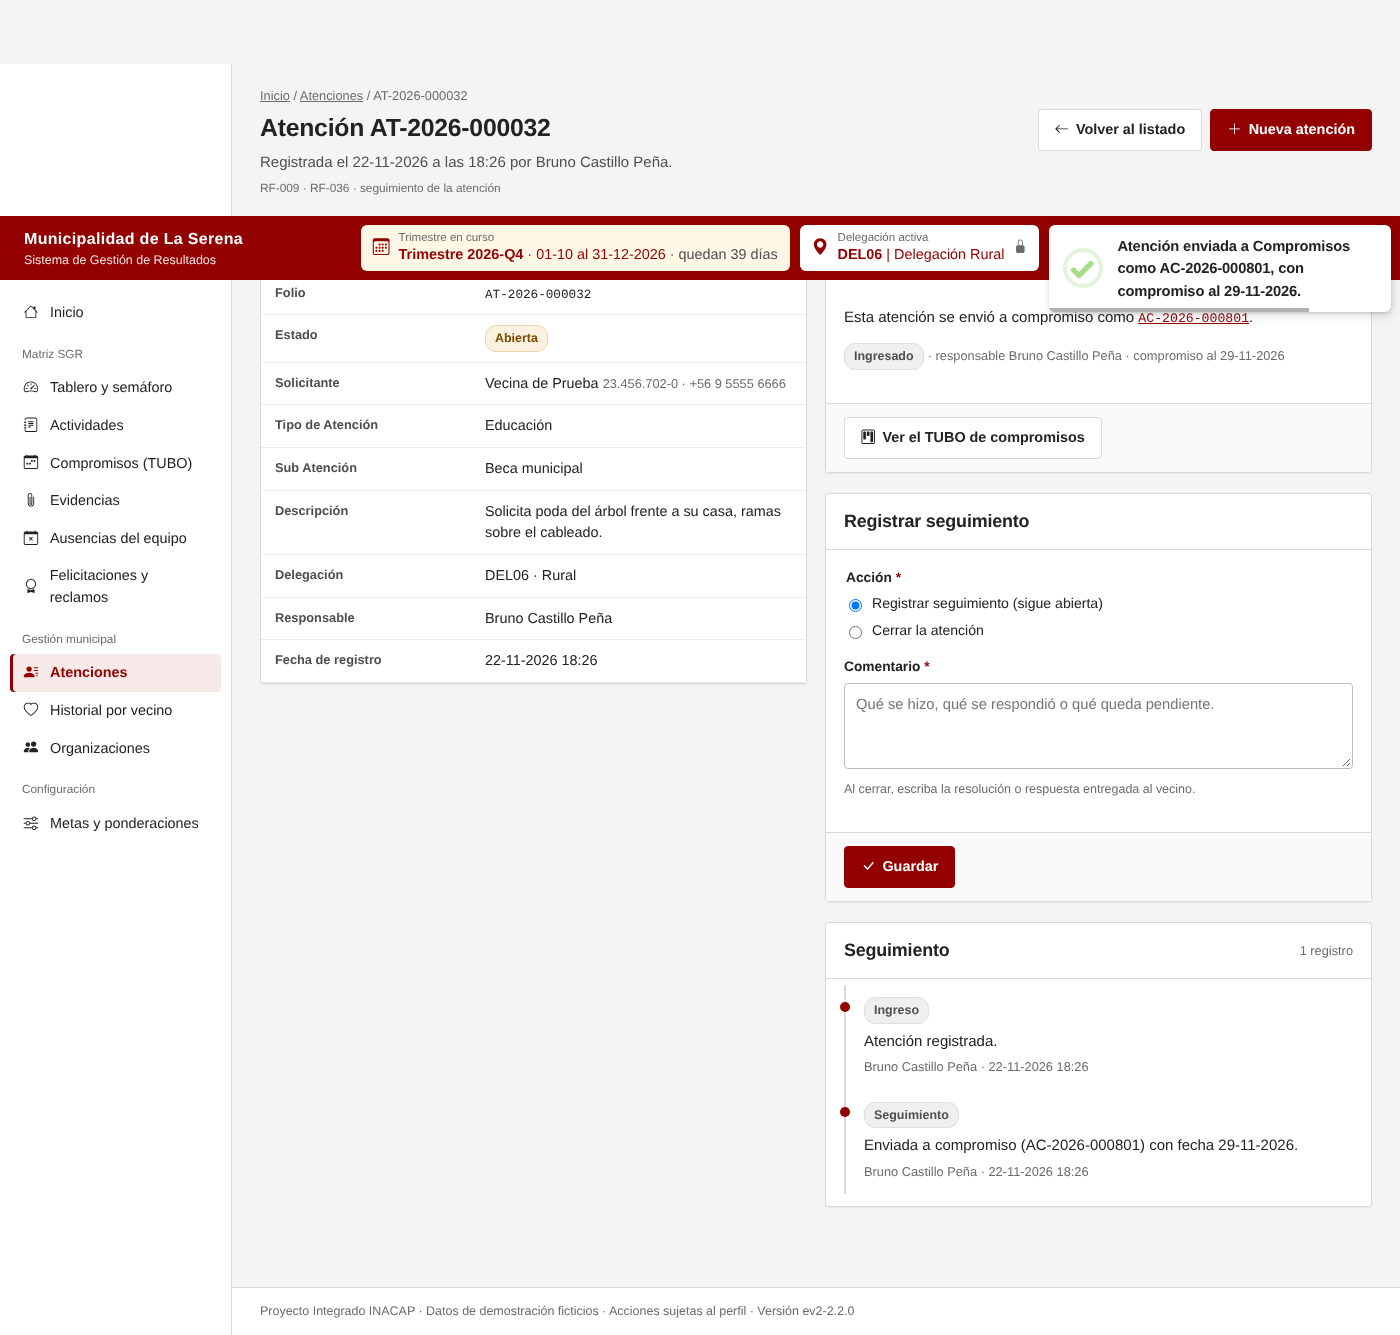 Inicio / Atenciones / AT-2026-000032
Atención AT-2026-000032
Registrada el 22-11-2026 a las 18:26 por Bruno Castillo Peña.
RF-009 · RF-036 · seguimiento de la atención
Volver al listado
Nueva atención
Municipalidad de La Serena
Sistema de Gestión de Resultados
Trimestre en curso
Trimestre 2026-Q4 · 01-10 al 31-12-2026 · quedan 39 días
Delegación activa
DEL06 | Delegación Rural
Atención enviada a Compromisos
como AC-2026-000801, con
compromiso al 29-11-2026.
Inicio
Matriz SGR
Tablero y semáforo
Actividades
Compromisos (TUBO)
Evidencias
Ausencias del equipo
Felicitaciones y
reclamos
Gestión municipal
Atenciones
Historial por vecino
Organizaciones
Configuración
Metas y ponderaciones
Folio
AT-2026-000032
Estado
Abierta
Solicitante
Vecina de Prueba 23.456.702-0 · +56 9 5555 6666
Tipo de Atención
Educación
Sub Atención
Beca municipal
Descripción
Solicita poda del árbol frente a su casa, ramas
sobre el cableado.
Delegación
DEL06 · Rural
Responsable
Bruno Castillo Peña
Fecha de registro
22-11-2026 18:26
Esta atención se envió a compromiso como AC-2026-000801.
Ingresado · responsable Bruno Castillo Peña · compromiso al 29-11-2026
Ver el TUBO de compromisos
Registrar seguimiento
Acción *
Registrar seguimiento (sigue abierta)
Cerrar la atención
Comentario *
Qué se hizo, qué se respondió o qué queda pendiente.
Al cerrar, escriba la resolución o respuesta entregada al vecino.
Guardar
Seguimiento
1 registro
Ingreso
Atención registrada.
Bruno Castillo Peña · 22-11-2026 18:26
Seguimiento
Enviada a compromiso (AC-2026-000801) con fecha 29-11-2026.
Bruno Castillo Peña · 22-11-2026 18:26
Proyecto Integrado INACAP · Datos de demostración ficticios · Acciones sujetas al perfil · Versión ev2-2.2.0